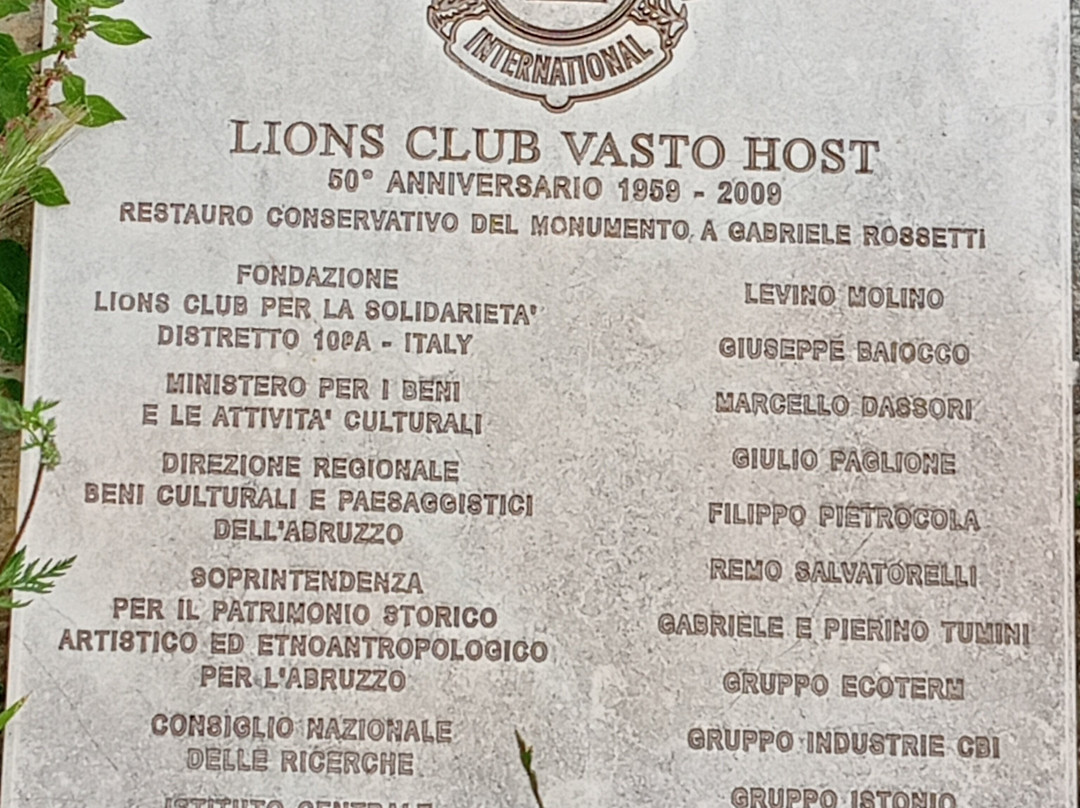 INTERNATIONAL
LIONS CLUB VASTO HOST
50° ANNIVERSARIO 1959 - 2009
RESTAURO CONSERVATIVO DEL MONUMENTO A GABRIELE ROSSETTI
FONDAZIONE
LIONS CLUB PER LA SOLIDARIETA'
DISTRETTO 108A - ITALY
MINISTERO PER I BENI
E LE ATTIVITA' CULTURALI
DIREZIONE REGIONALE
BENI CULTURALI E PAESAGGISTICI
DELL'ABRUZZO
SOPRINTENDENZA
PER IL PATRIMONIO STORICO
ARTISTICO ED ETNOANTROPOLOGICO
PER L'ABRUZZO
CONSIGLIO NAZIONALE
DELLE RICERCHE
ISTITUTO CENTRALE
LEVINO MOLINO
GIUSEPPE BAIOCCO
MARCELLO DASSORI
GIULIO PAGLIONE
FILIPPO PIETROCOLA
REMO SALVATORELLI
GABRIELE E PIERINO TUMINI
GRUPPO ECOTERM
GRUPPO INDUSTRIE CBI
GRUPPO ISTONIO